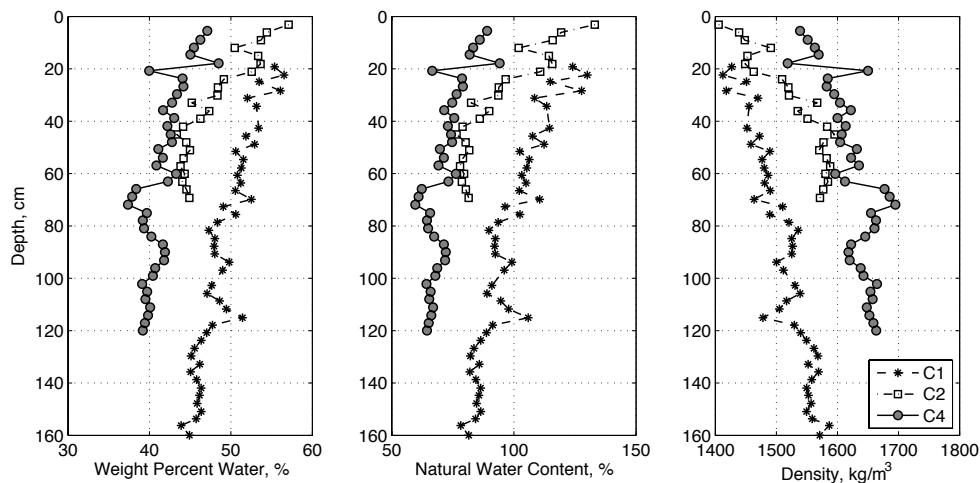 0
20
40
60
80
100
120
140
160
Depth, cm
30 40 50 60
Weight Percent Water, %
0
20
40
60
80
100
120
140
160
50 100 150
Natural Water Content, %
0
20
40
60
80
100
120
140
160
1400 1500 1600 1700 1800
Density, kg/m³
C1
C2
C4